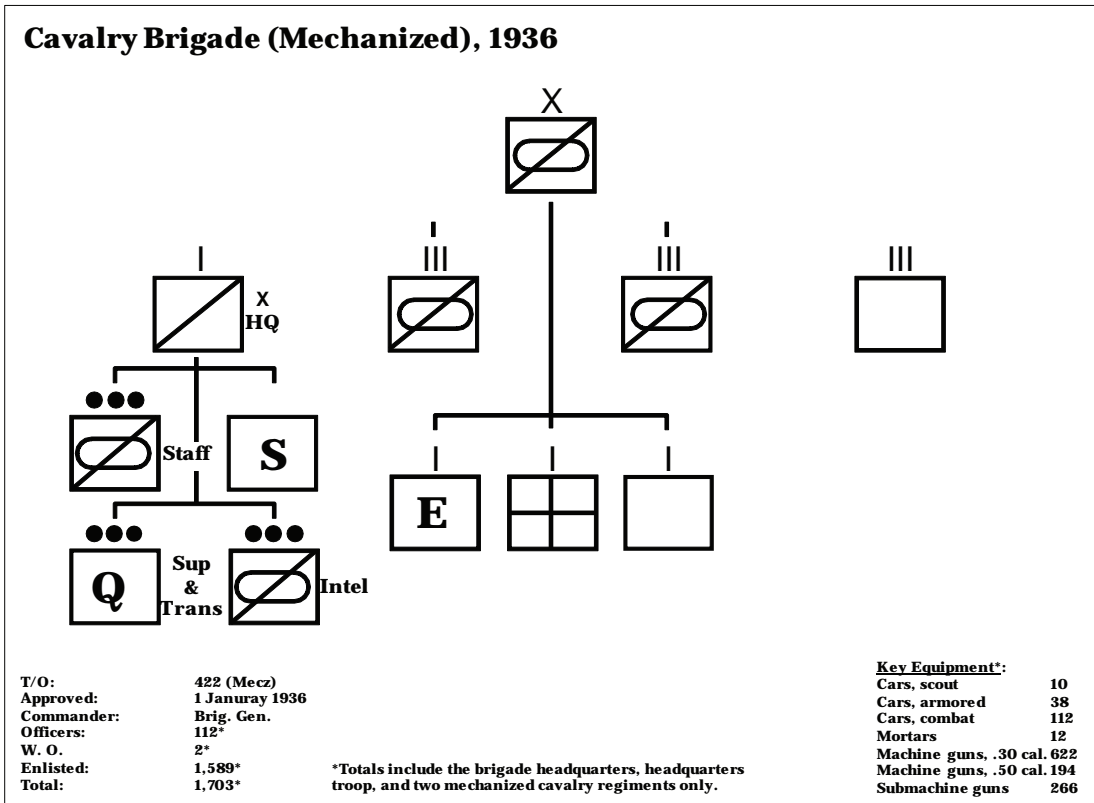 Cavalry Brigade (Mechanized), 1936
X
I
I
III
I
III
III
X
HQ
Staff
S
I
I
I
E
Q
Sup
&
Trans
Intel
T/O: 422 (Mecz)
Approved: 1 Januray 1936
Commander: Brig. Gen.
Officers: 112*
W. O. 2*
Enlisted: 1,589*
Total: 1,703*
*Totals include the brigade headquarters, headquarters
troop, and two mechanized cavalry regiments only.
Key Equipment*:
Cars, scout 10
Cars, armored 38
Cars, combat 112
Mortars 12
Machine guns, .30 cal. 622
Machine guns, .50 cal. 194
Submachine guns 266